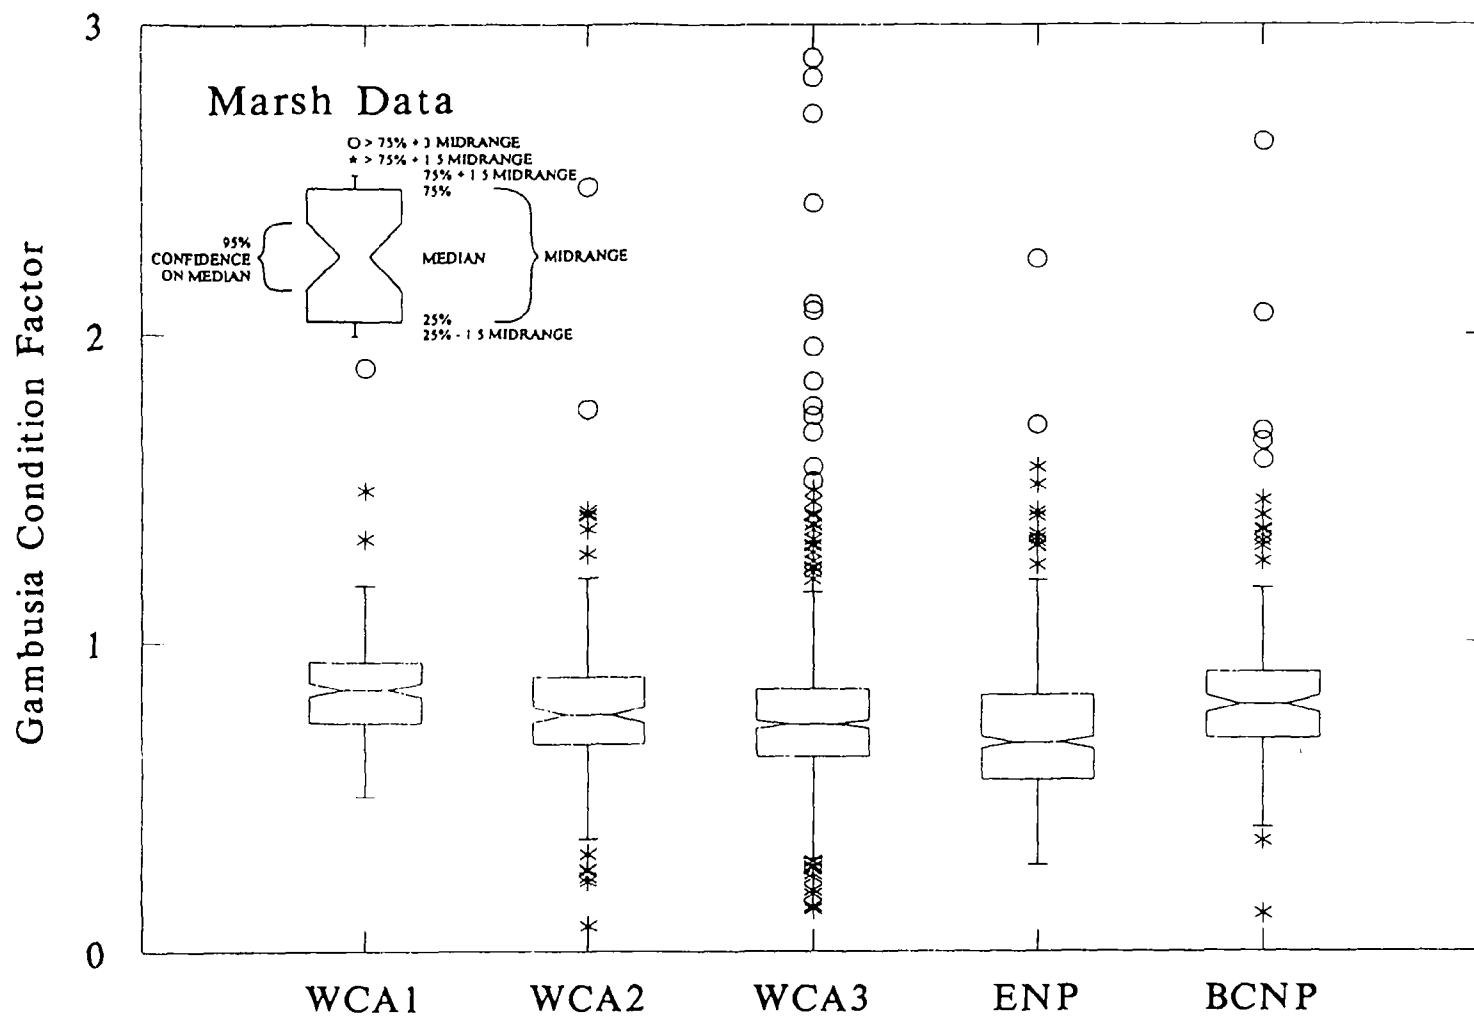 3
Marsh Data
○ > 75% + 3 MIDRANGE
* > 75% + 1 5 MIDRANGE
75% + 1 5 MIDRANGE
75%
95%
CONFIDENCE
ON MEDIAN
MEDIAN
MIDRANGE
25%
25% - 1 5 MIDRANGE
Gambusia Condition Factor
2
1
0
WCA1 WCA2 WCA3 ENP BCNP